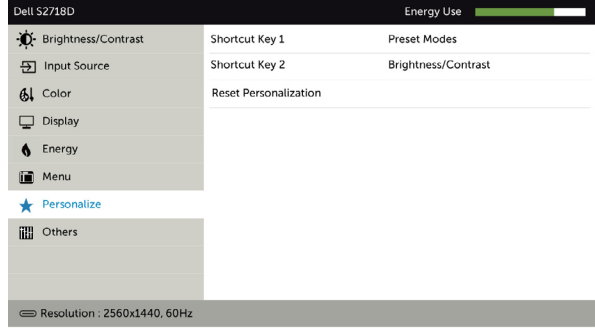 Dell S2718D Energy Use
Brightness/Contrast Shortcut Key 1 Preset Modes
Input Source Shortcut Key 2 Brightness/Contrast
Color Reset Personalization
Display
Energy
Menu
Personalize
Others
Resolution : 2560x1440, 60Hz